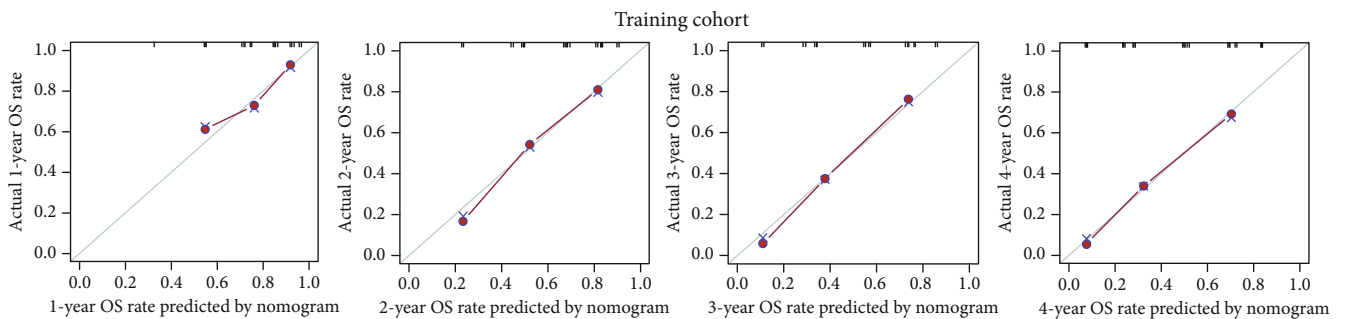 Training cohort
Actual 1-year OS rate
1.0
0.8
0.6
0.4
0.2
0.0
0.0 0.2 0.4 0.6 0.8 1.0
1-year OS rate predicted by nomogram
Actual 2-year OS rate
1.0
0.8
0.6
0.4
0.2
0.0
0.0 0.2 0.4 0.6 0.8 1.0
2-year OS rate predicted by nomogram
Actual 3-year OS rate
1.0
0.8
0.6
0.4
0.2
0.0
0.0 0.2 0.4 0.6 0.8 1.0
3-year OS rate predicted by nomogram
Actual 4-year OS rate
1.0
0.8
0.6
0.4
0.2
0.0
0.0 0.2 0.4 0.6 0.8 1.0
4-year OS rate predicted by nomogram